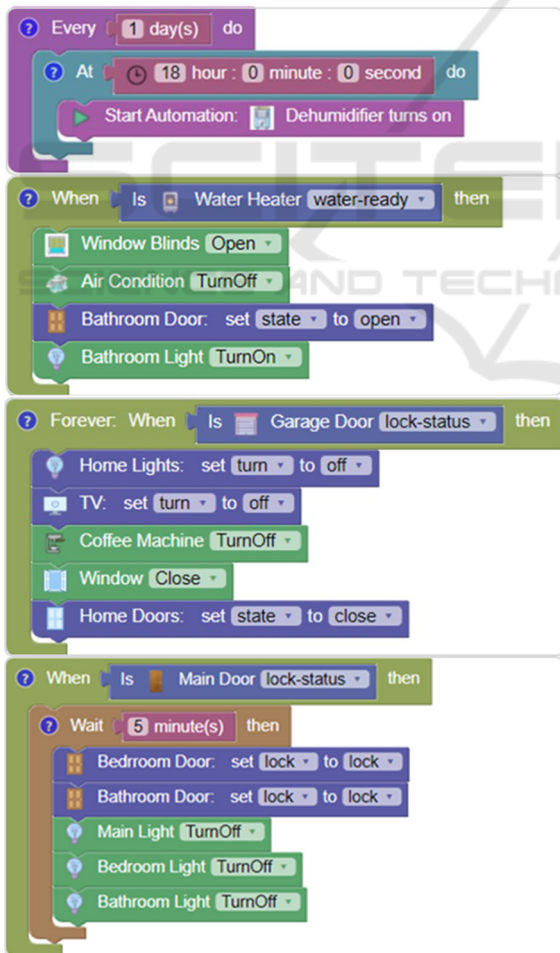 Every 1 day(s) do
At 18 hour : 0 minute : 0 second do
Start Automation: Dehumidifier turns on
When Is Water Heater water-ready then
Window Blinds Open
Air Condition TurnOff
Bathroom Door: set state to open
Bathroom Light TurnOn
Forever: When Is Garage Door lock-status then
Home Lights: set turn to off
TV: set turn to off
Coffee Machine TurnOff
Window Close
Home Doors: set state to close
When Is Main Door lock-status then
Wait 5 minute(s) then
Bedrroom Door: set lock to lock
Bathroom Door: set lock to lock
Main Light TurnOff
Bedroom Light TurnOff
Bathroom Light TurnOff